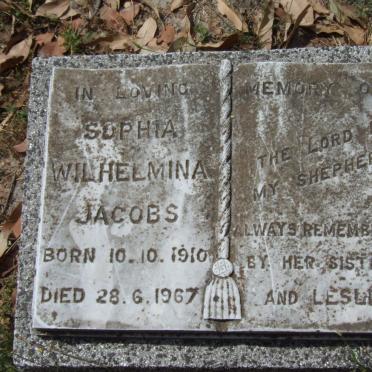 IN LOVING MEMORY O
SOPHIA
WILHELMINA
JACOBS
BORN 10.10.1910
DIED 28.6.1967
THE LORD
MY SHEPHE
ALWAYS REMEMB
BY HER SIST
AND LESLI